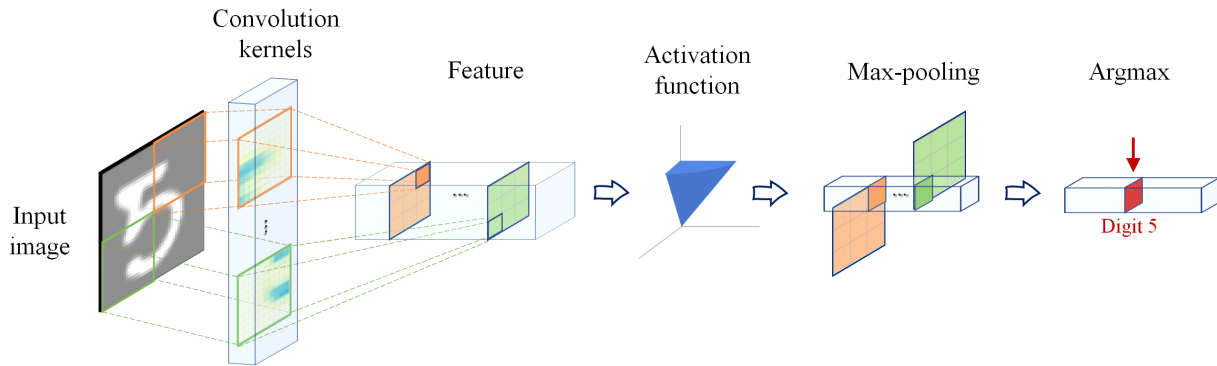 Convolution
kernels
Feature
Activation
function
Max-pooling
Argmax
Input
image
Digit 5